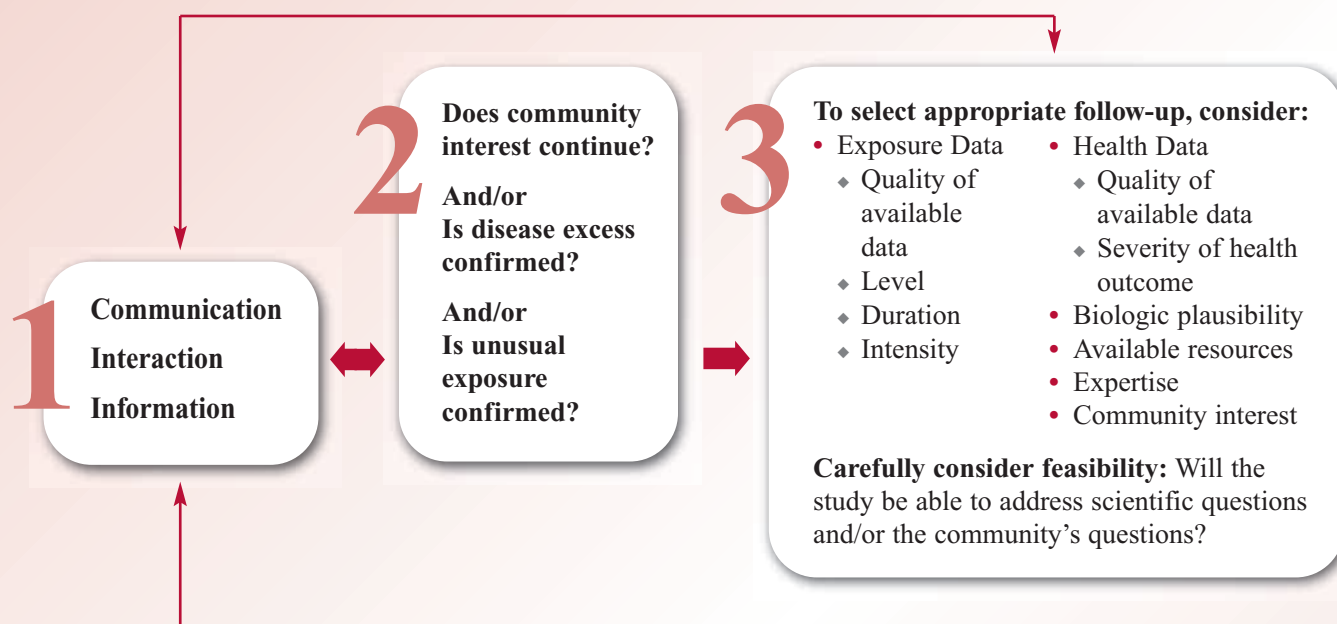 1
Communication
Interaction
Information
2
Does community
interest continue?
And/or
Is disease excess
confirmed?
And/or
Is unusual
exposure
confirmed?
3
To select appropriate follow-up, consider:
• Exposure Data
◆ Quality of
available
data
◆ Level
◆ Duration
◆ Intensity
• Health Data
◆ Quality of
available data
◆ Severity of health
outcome
• Biologic plausibility
• Available resources
• Expertise
• Community interest
Carefully consider feasibility: Will the
study be able to address scientific questions
and/or the community’s questions?